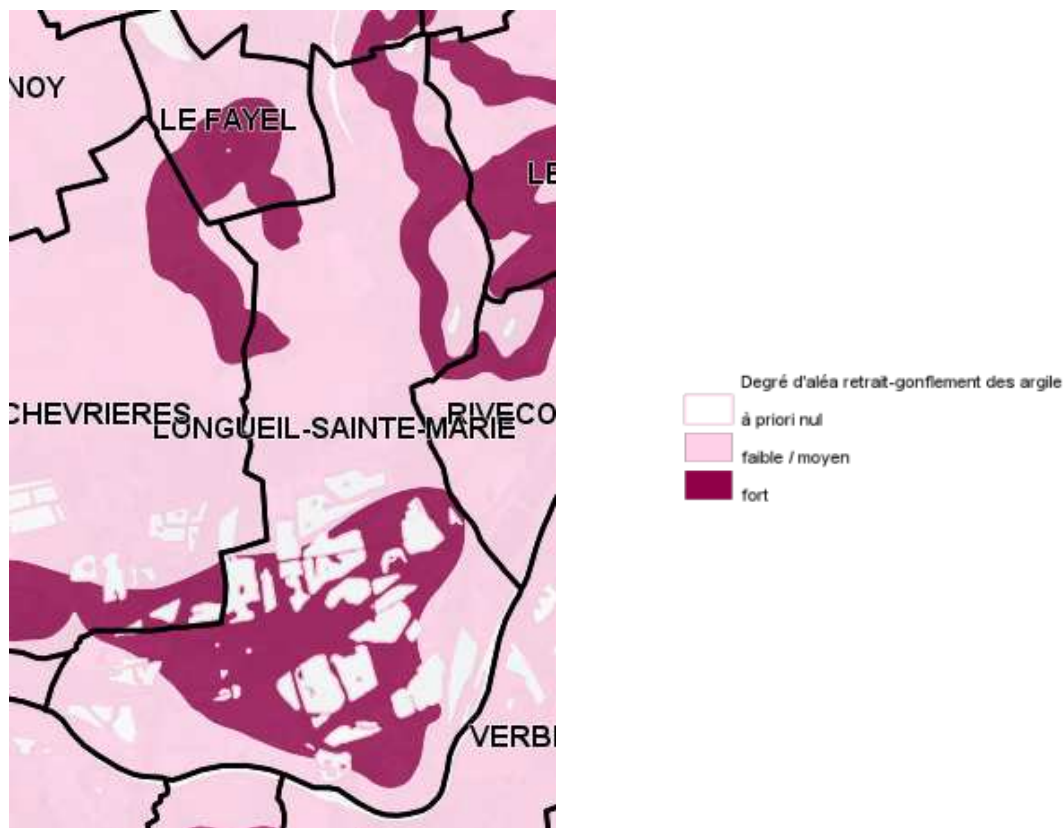 NOY
LE FAYEL
LE
CHEVRIERES
LONGUEIL-SAINTE-MARIE
RIVECO
VERBE
Degré d'aléa retrait-gonflement des argile
à priori nul
faible / moyen
fort